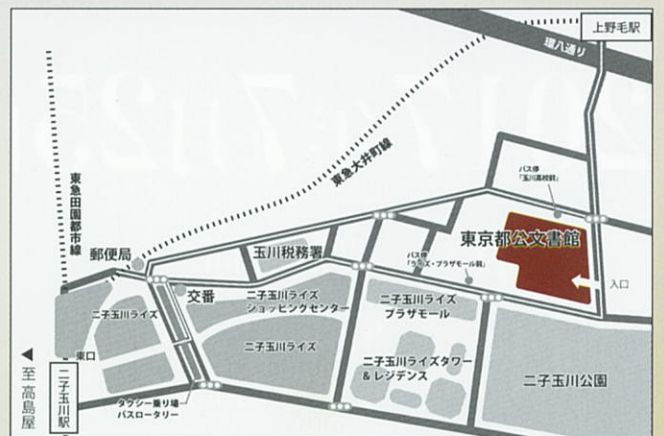 上野毛駅
環八通り
東急大井町線
東急田園都市線
バス停
「玉川高校前」
東京都公文書館
入口
郵便局
玉川税務署
バス停
「ライズ・プラザモール前」
交番
二子玉川ライズ
ショッピングセンター
二子玉川ライズ
プラザモール
二子玉川ライズ
二子玉川ライズ
東口
二子玉川ライズタワー
&レジデンス
二子玉川公園
◀至高島屋
二子玉川駅
タクシー乗り場
バスロータリー